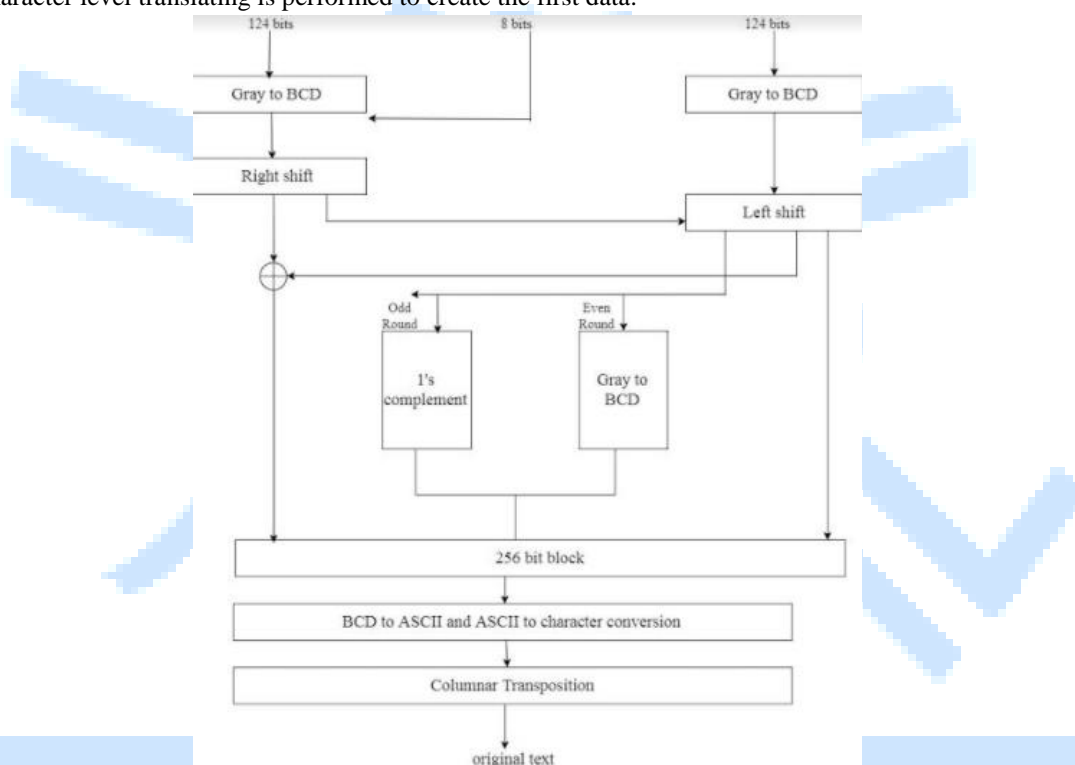 aracter level translating is performed to create the first data.
124 bits 8 bits 124 bits
Gray to BCD Gray to BCD
Right shift
Left shift
Odd
Round
Even
Round
1's
complement
Gray to
BCD
256 bit block
BCD to ASCII and ASCII to character conversion
Columnar Transposition
original text